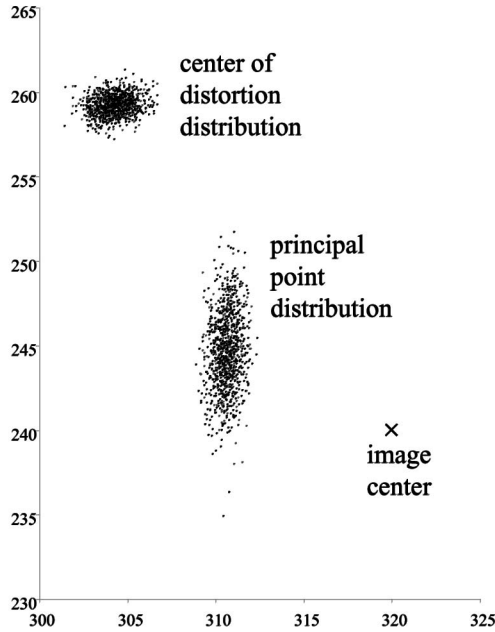 265
center of
distortion
distribution
260
255
principal
point
distribution
250
245
240
image
center
235
230
300 305 310 315 320 325